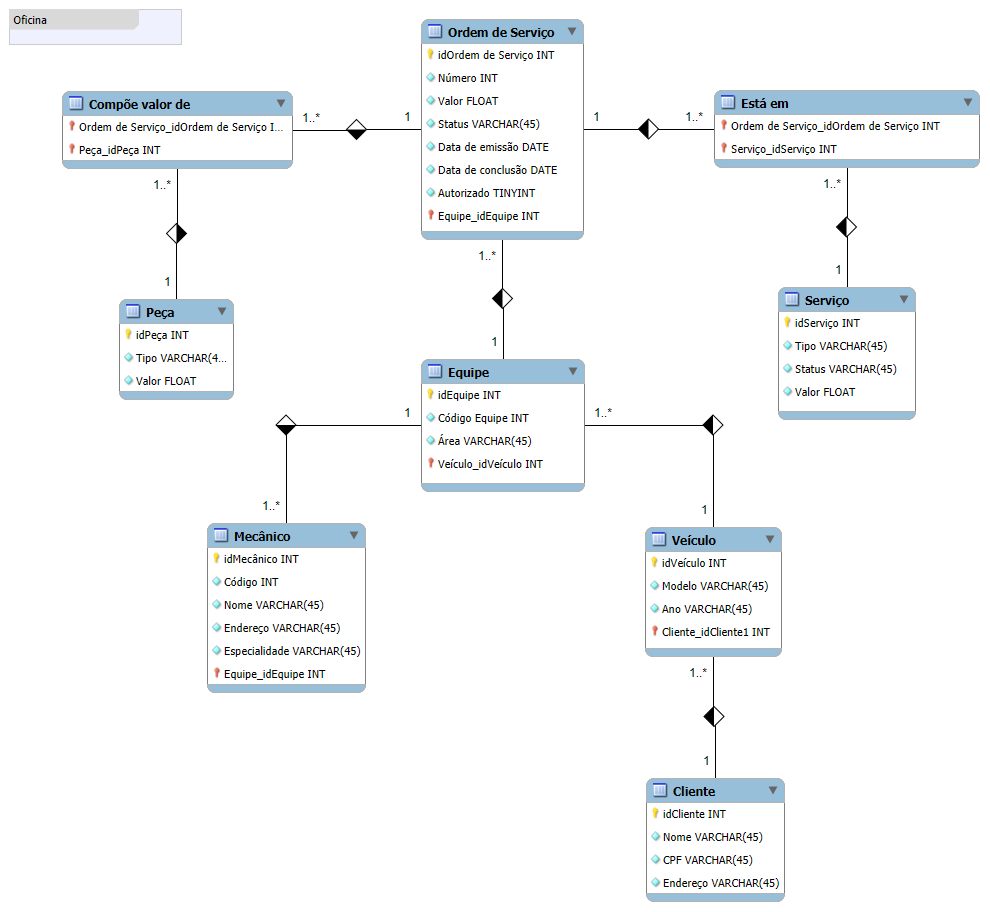 Oficina
Ordem de Serviço
idOrdem de Serviço INT
Número INT
Valor FLOAT
Status VARCHAR(45)
Data de emissão DATE
Data de conclusão DATE
Autorizado TINYINT
Equipe_idEquipe INT
Compõe valor de
Ordem de Serviço_idOrdem de Serviço I...
Peça_idPeça INT
1..*
1
1
1..*
Está em
Ordem de Serviço_idOrdem de Serviço INT
Serviço_idServiço INT
1..*
1
1..*
1
1..*
1
Peça
idPeça INT
Tipo VARCHAR(4...
Valor FLOAT
Serviço
idServiço INT
Tipo VARCHAR(45)
Status VARCHAR(45)
Valor FLOAT
Equipe
idEquipe INT
Código Equipe INT
Área VARCHAR(45)
Veículo_idVeículo INT
1
1..*
1..*
1
Mecânico
idMecânico INT
Código INT
Nome VARCHAR(45)
Endereço VARCHAR(45)
Especialidade VARCHAR(45)
Equipe_idEquipe INT
Veículo
idVeículo INT
Modelo VARCHAR(45)
Ano VARCHAR(45)
Cliente_idCliente1 INT
1..*
1
Cliente
idCliente INT
Nome VARCHAR(45)
CPF VARCHAR(45)
Endereço VARCHAR(45)